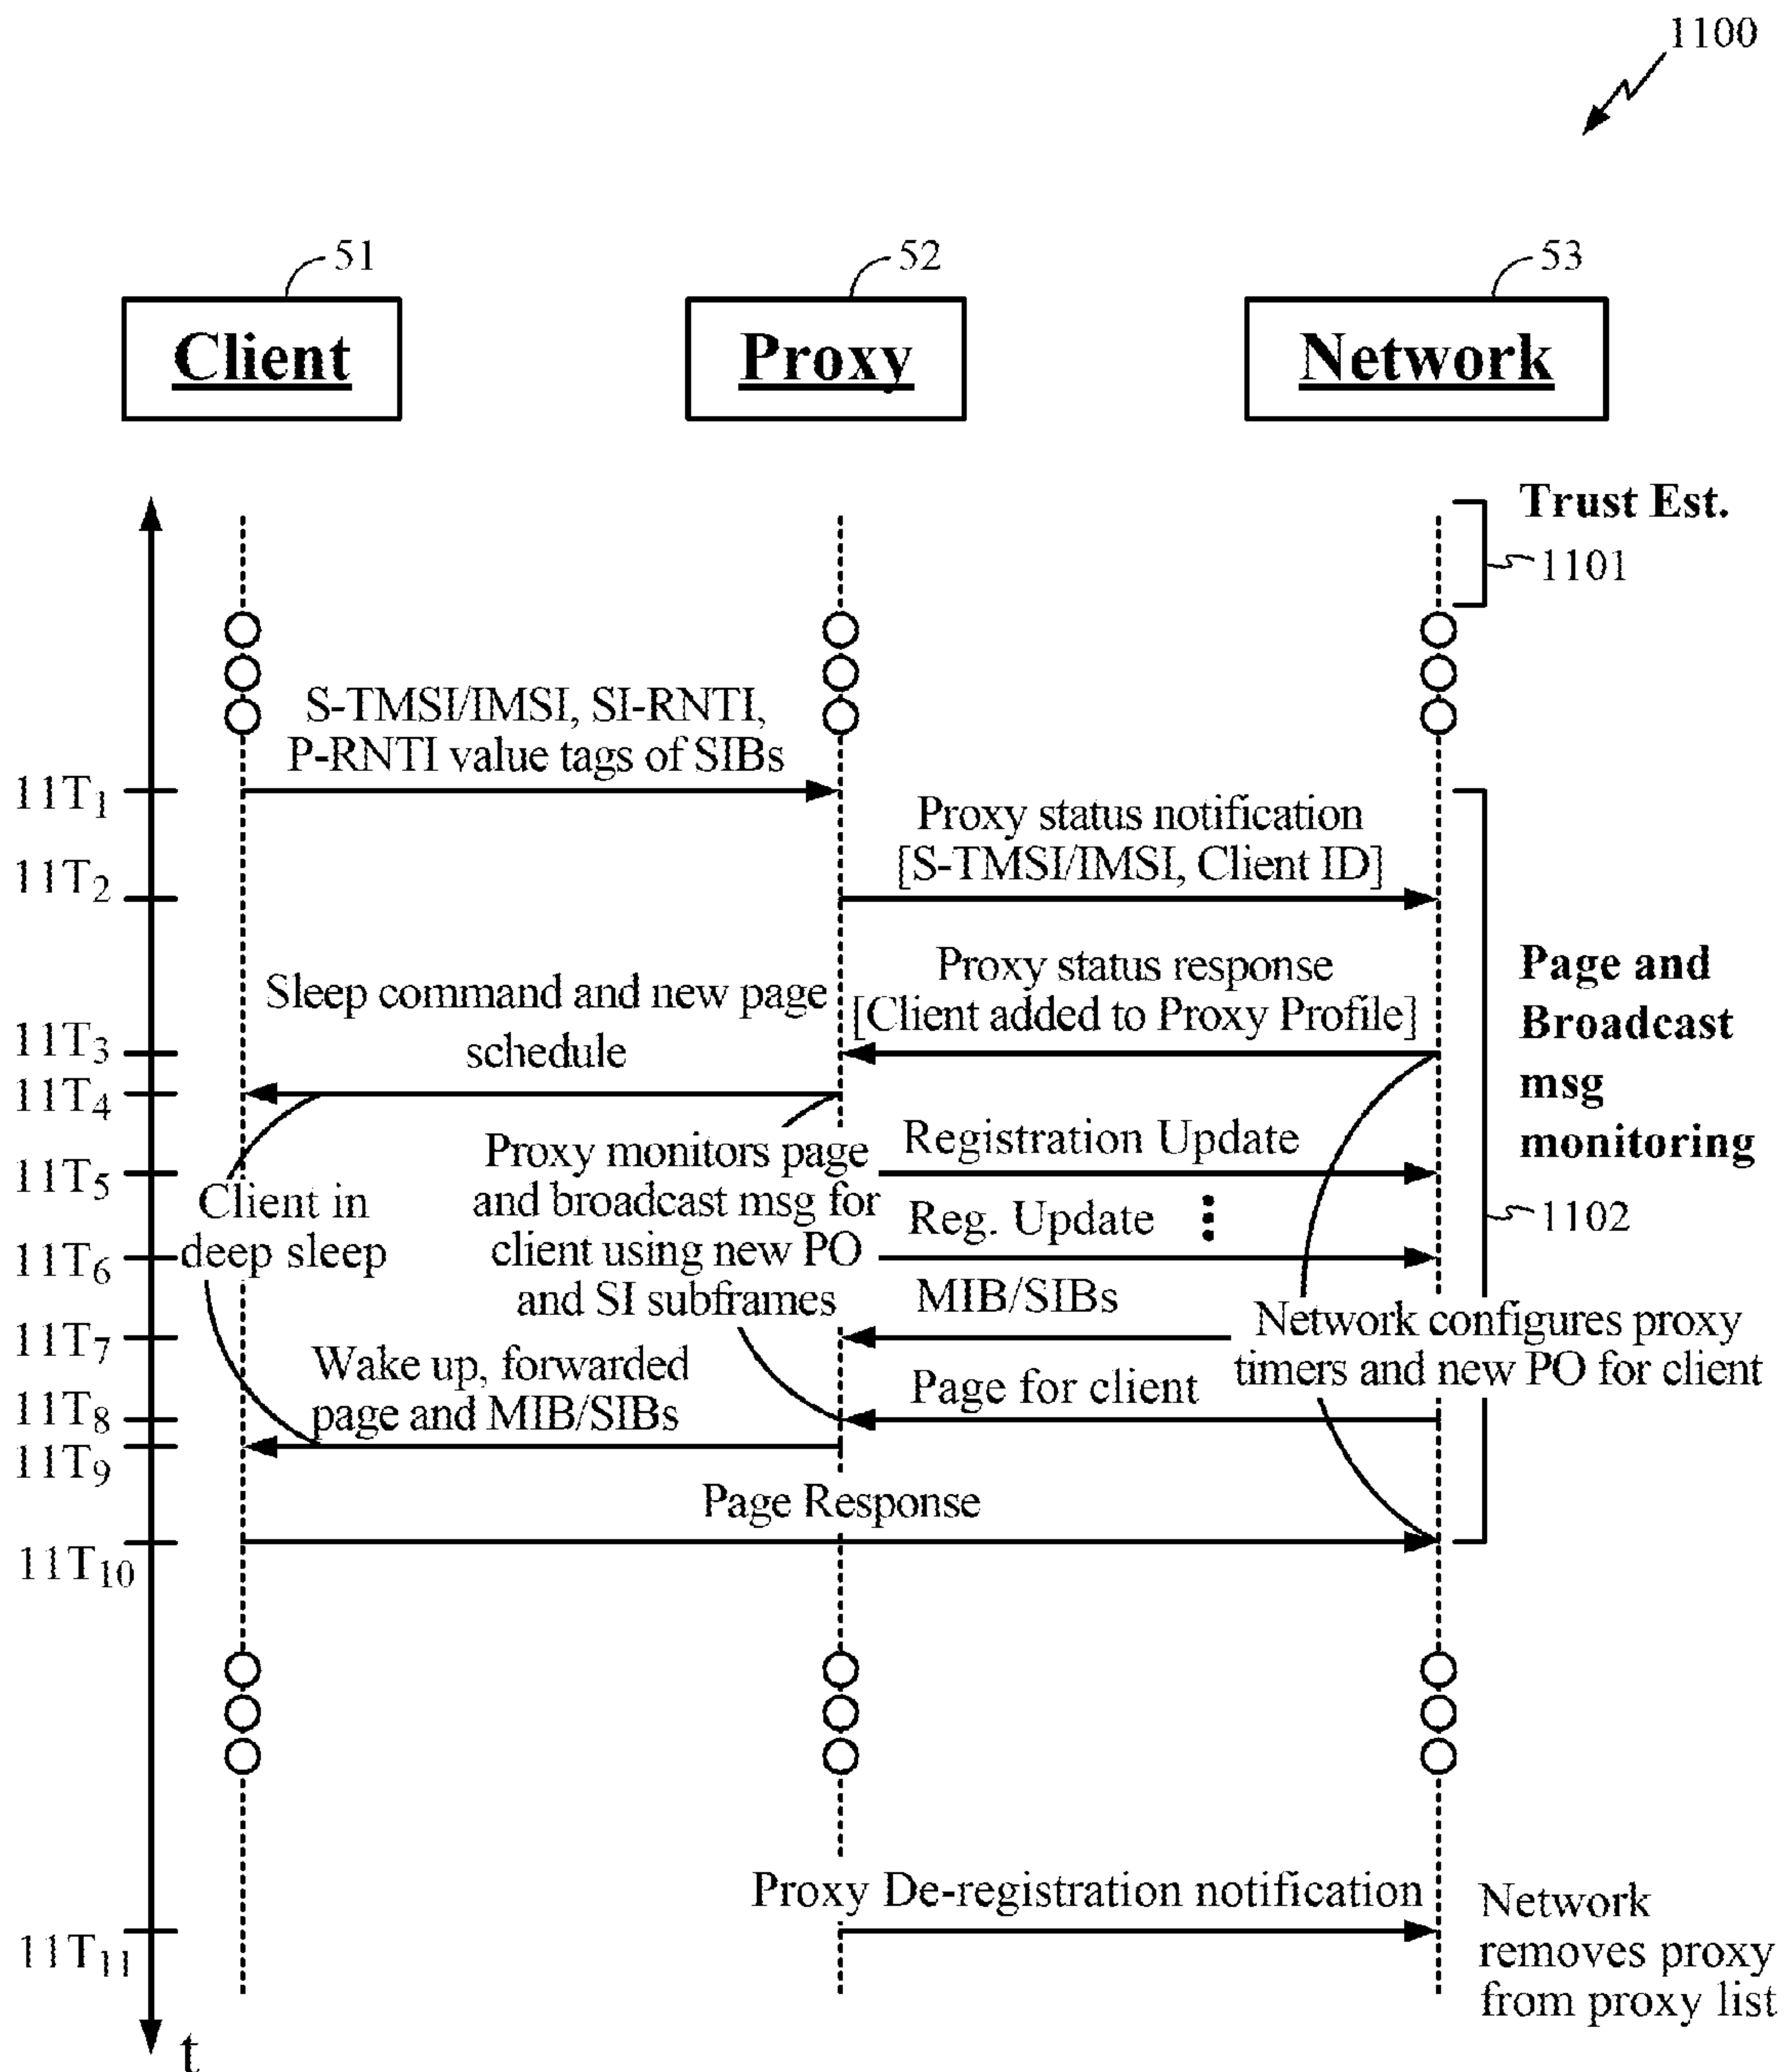 1100
51
52
53
Client
Proxy
Network
Trust Est.
1101
S-TMSI/IMSI, SI-RNTI,
P-RNTI value tags of SIBs
11T1
Proxy status notification
[S-TMSI/IMSI, Client ID]
11T2
Proxy status response
[Client added to Proxy Profile]
Sleep command and new page
schedule
11T3
11T4
Page and
Broadcast
msg
monitoring
1102
Registration Update
11T5
Proxy monitors page
and broadcast msg for
client using new PO
and SI subframes
Client in
deep sleep
Reg. Update
11T6
MIB/SIBs
11T7
Network configures proxy
timers and new PO for client
Wake up, forwarded
page and MIB/SIBs
Page for client
11T8
11T9
Page Response
11T10
Proxy De-registration notification
11T11
Network
removes proxy
from proxy list
t